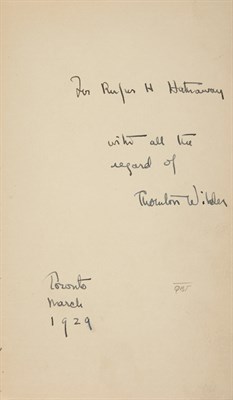 For Rufus H Hathaway
with all the
regard of
Thornton Wilder
Toronto
March
1929